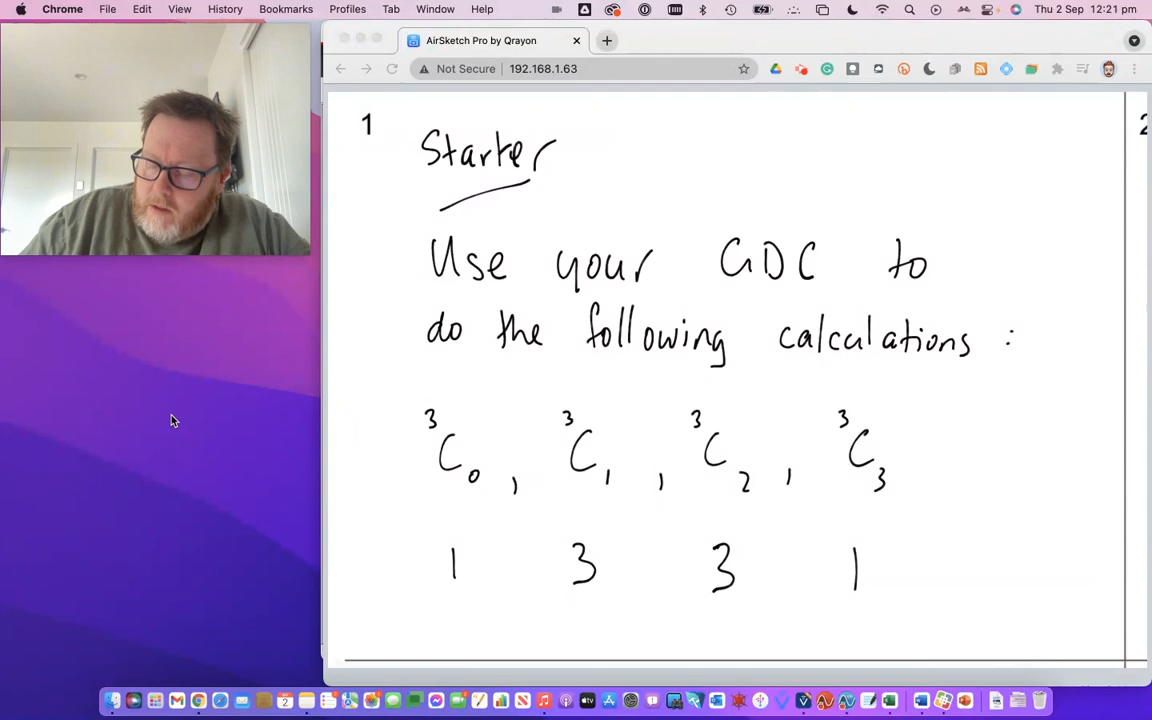 Chrome File Edit View History Bookmarks Profiles Tab Window Help Thu 2 Sep 12:21 pm
AirSketch Pro by Qrayon
Not Secure 192.168.1.63
1 2
Starter
Use your GDC to
do the following calculations :
³C₀ , ³C₁ , ³C₂ , ³C₃
1 3 3 1